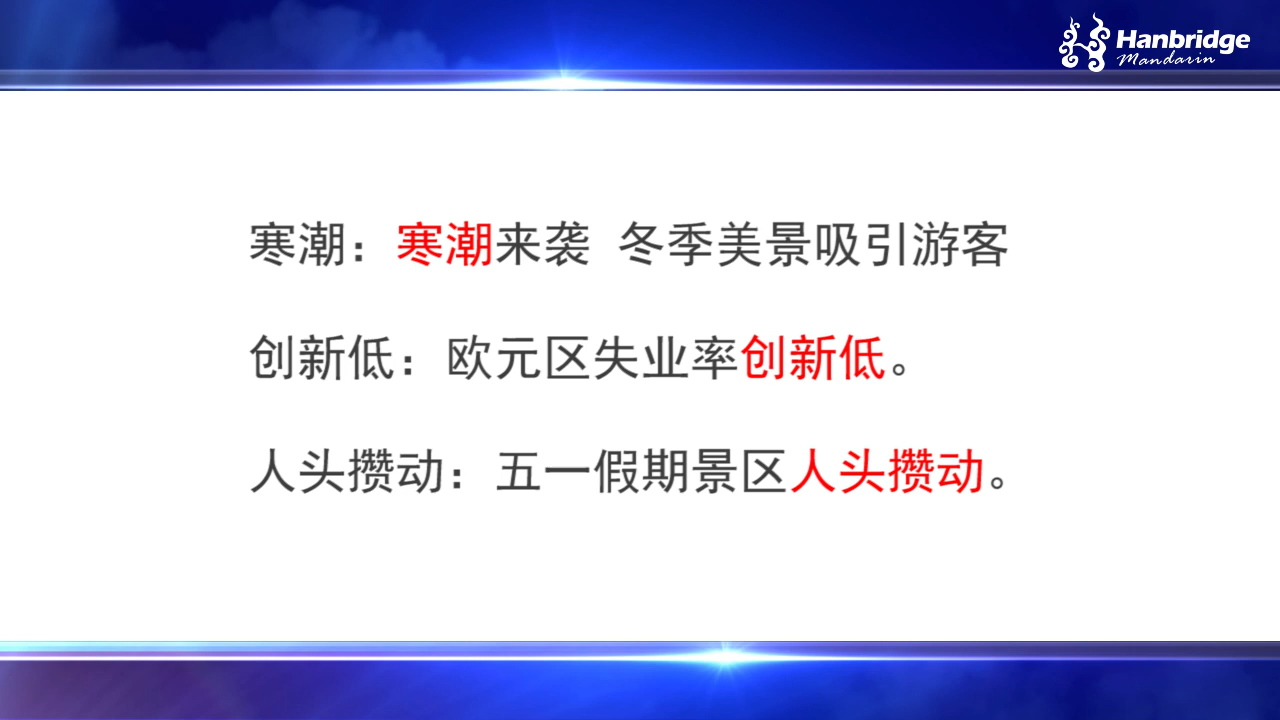 Hanbridge
Mandarin
寒潮：寒潮来袭 冬季美景吸引游客
创新低：欧元区失业率创新低。
人头攒动：五一假期景区人头攒动。